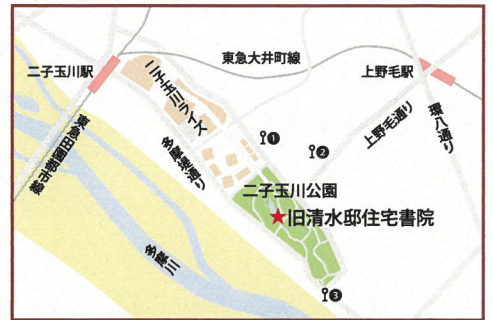 東急大井町線
二子玉川駅
上野毛駅
二子玉川ライズ
東急田園都市線
多摩堤通り
上野毛通り
環八通り
❶
❷
二子玉川公園
★旧清水邸住宅書院
多摩川
❸